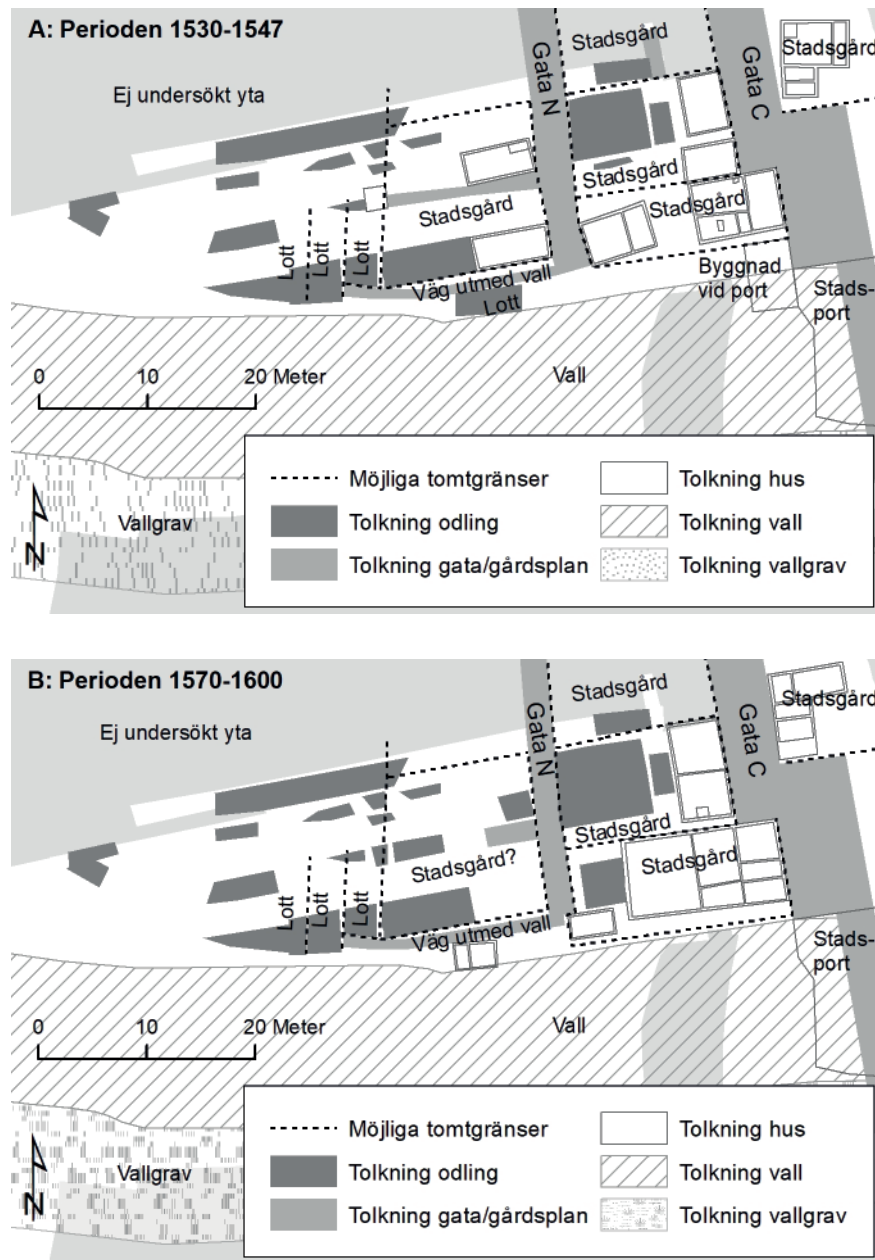 A: Perioden 1530-1547
Stadsgård
Stadsgård
Gata N
Gata C
Ej undersökt yta
Stadsgård
Stadsgård
Stadsgård
Lott
Lott
Lott
Väg utmed vall
Lott
Byggnad
vid port
Stads-
port
0 10 20 Meter
Vall
Vallgrav
N
Möjliga tomtgränser
Tolkning odling
Tolkning gata/gårdsplan
Tolkning hus
Tolkning vall
Tolkning vallgrav
B: Perioden 1570-1600
Stadsgård
Stadsgård
Gata N
Gata C
Ej undersökt yta
Stadsgård
Stadsgård
Stadsgård?
Lott
Lott
Lott
Väg utmed vall
Stads-
port
0 10 20 Meter
Vall
Vallgrav
N
Möjliga tomtgränser
Tolkning odling
Tolkning gata/gårdsplan
Tolkning hus
Tolkning vall
Tolkning vallgrav